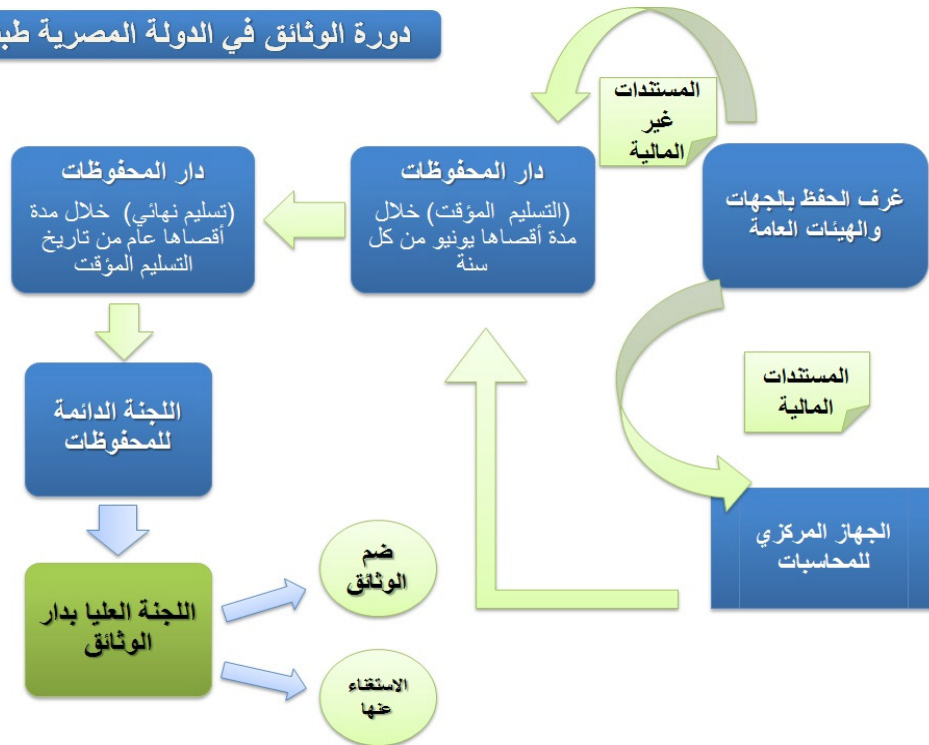 دورة الوثائق في الدولة المصرية
المستندات
غير
المالية
غرف الحفظ بالجهات
والهيئات العامة
دار المحفوظات
(التسليم المؤقت) خلال
مدة أقصاها يونيو من كل
سنة
دار المحفوظات
(تسليم نهائي) خلال مدة
أقصاها عام من تاريخ
التسليم المؤقت
المستندات
المالية
الجهاز المركزي
للمحاسبات
اللجنة الدائمة
للمحفوظات
اللجنة العليا بدار
الوثائق
ضم
الوثائق
الاستغناء
عنها